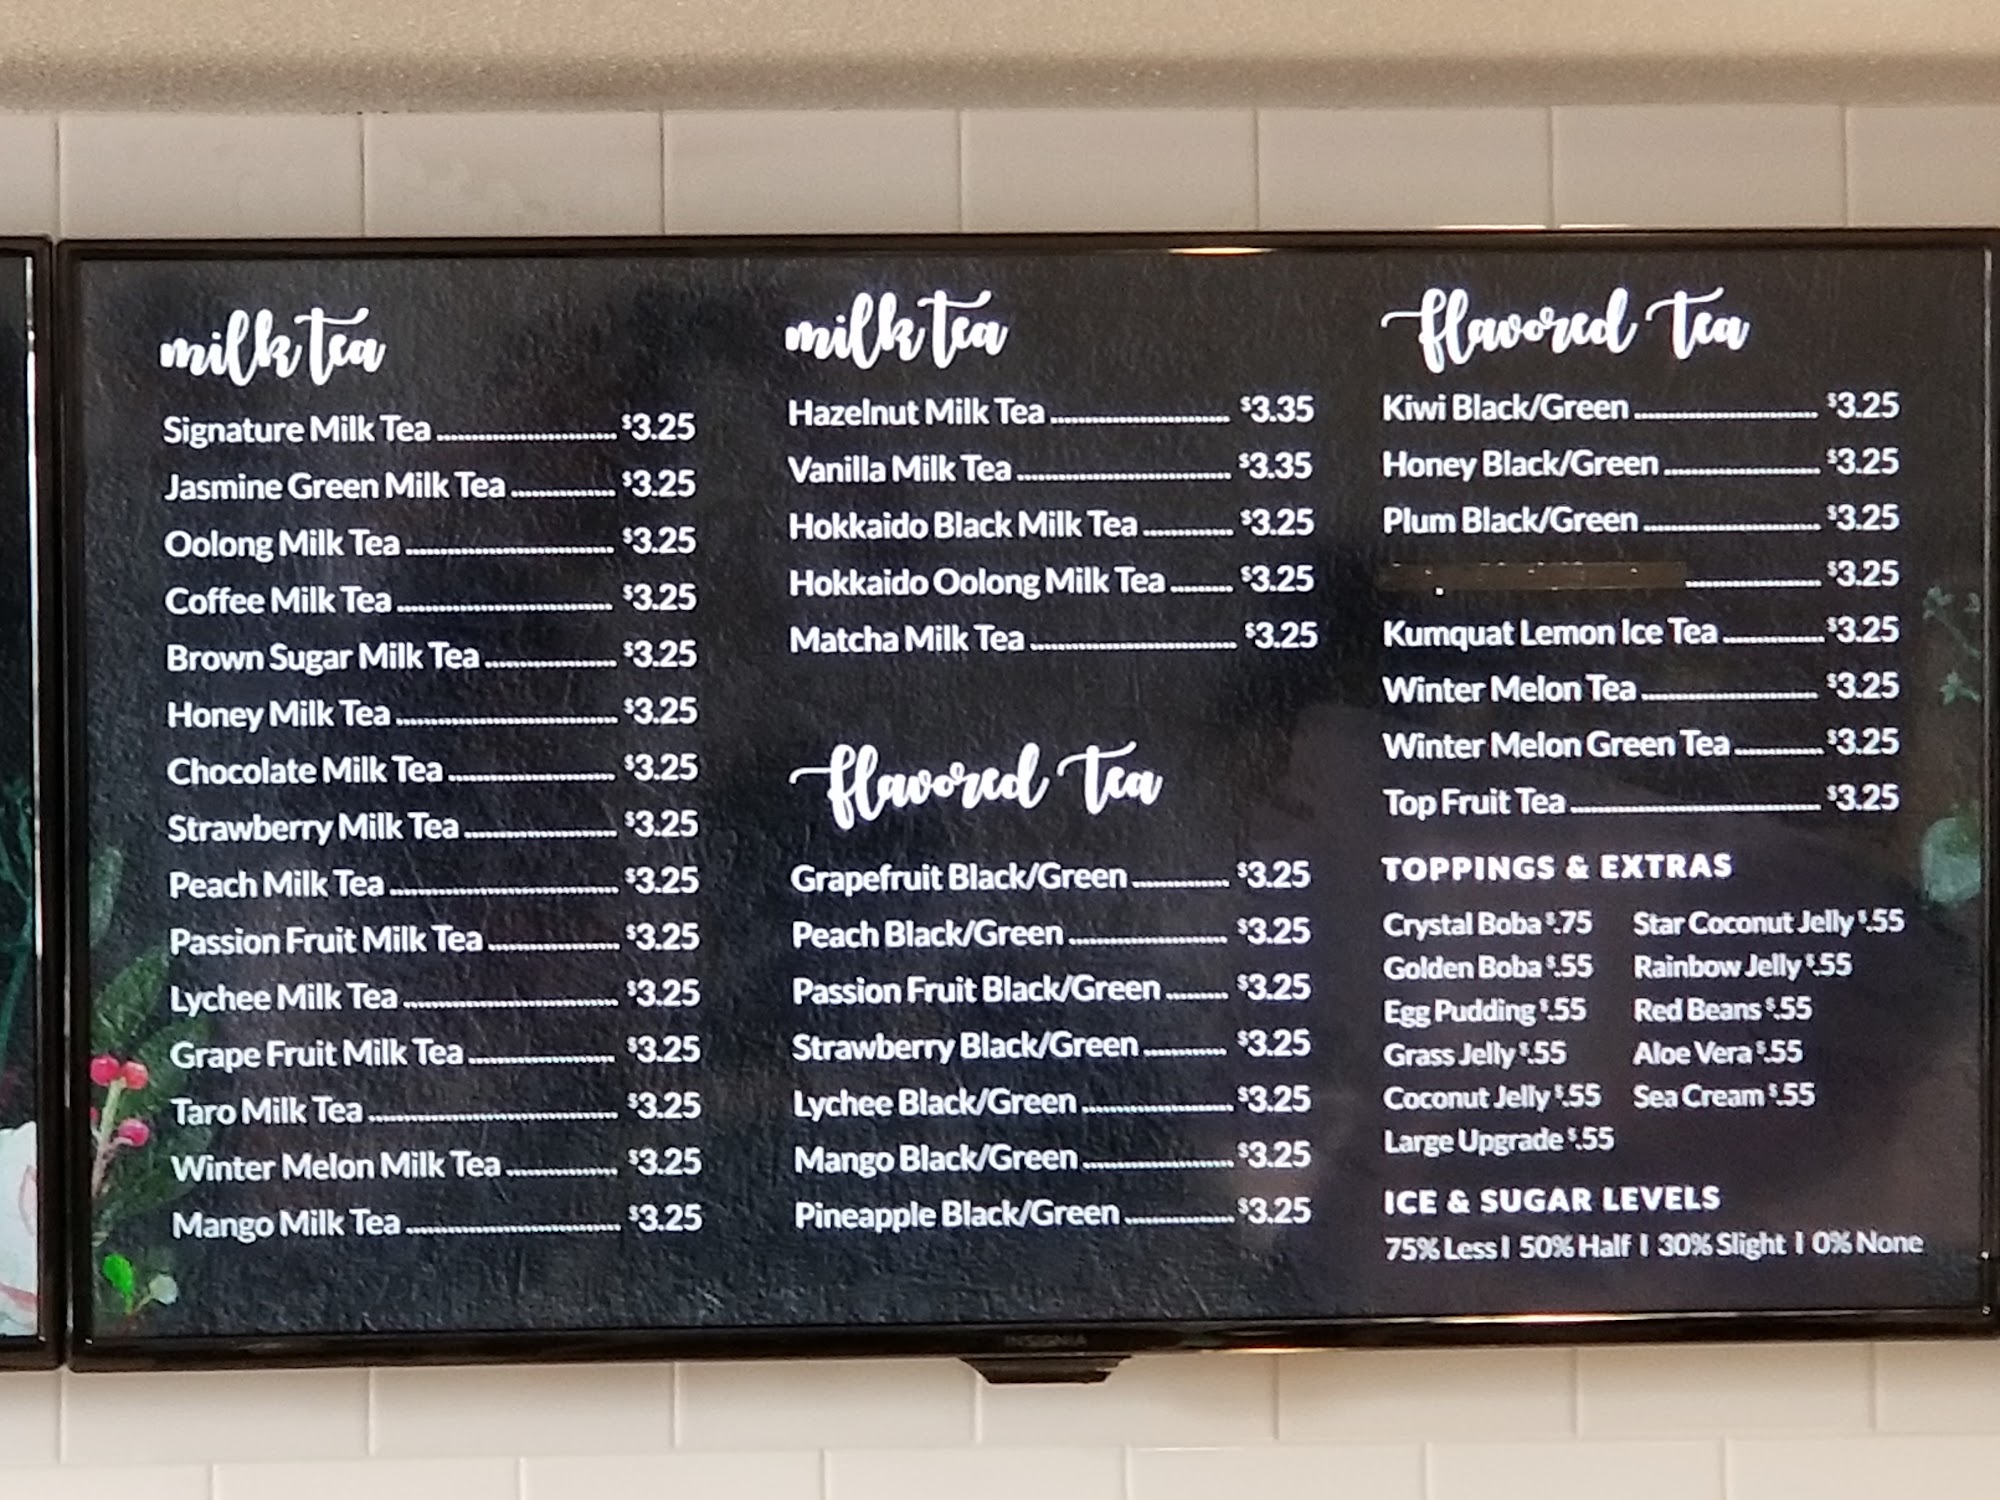 milk tea
Signature Milk Tea $3.25
Jasmine Green Milk Tea $3.25
Oolong Milk Tea $3.25
Coffee Milk Tea $3.25
Brown Sugar Milk Tea $3.25
Honey Milk Tea $3.25
Chocolate Milk Tea $3.25
Strawberry Milk Tea $3.25
Peach Milk Tea $3.25
Passion Fruit Milk Tea $3.25
Lychee Milk Tea $3.25
Grape Fruit Milk Tea $3.25
Taro Milk Tea $3.25
Winter Melon Milk Tea $3.25
Mango Milk Tea $3.25
milk tea
Hazelnut Milk Tea $3.35
Vanilla Milk Tea $3.35
Hokkaido Black Milk Tea $3.25
Hokkaido Oolong Milk Tea $3.25
Matcha Milk Tea $3.25
flavored tea
Grapefruit Black/Green $3.25
Peach Black/Green $3.25
Passion Fruit Black/Green $3.25
Strawberry Black/Green $3.25
Lychee Black/Green $3.25
Mango Black/Green $3.25
Pineapple Black/Green $3.25
flavored tea
Kiwi Black/Green $3.25
Honey Black/Green $3.25
Plum Black/Green $3.25
$3.25
Kumquat Lemon Ice Tea $3.25
Winter Melon Tea $3.25
Winter Melon Green Tea $3.25
Top Fruit Tea $3.25
TOPPINGS & EXTRAS
Crystal Boba $.75 Star Coconut Jelly $.55
Golden Boba $.55 Rainbow Jelly $.55
Egg Pudding $.55 Red Beans $.55
Grass Jelly $.55 Aloe Vera $.55
Coconut Jelly $.55 Sea Cream $.55
Large Upgrade $.55
ICE & SUGAR LEVELS
75% Less | 50% Half | 30% Slight | 0% None
INSIGNIA